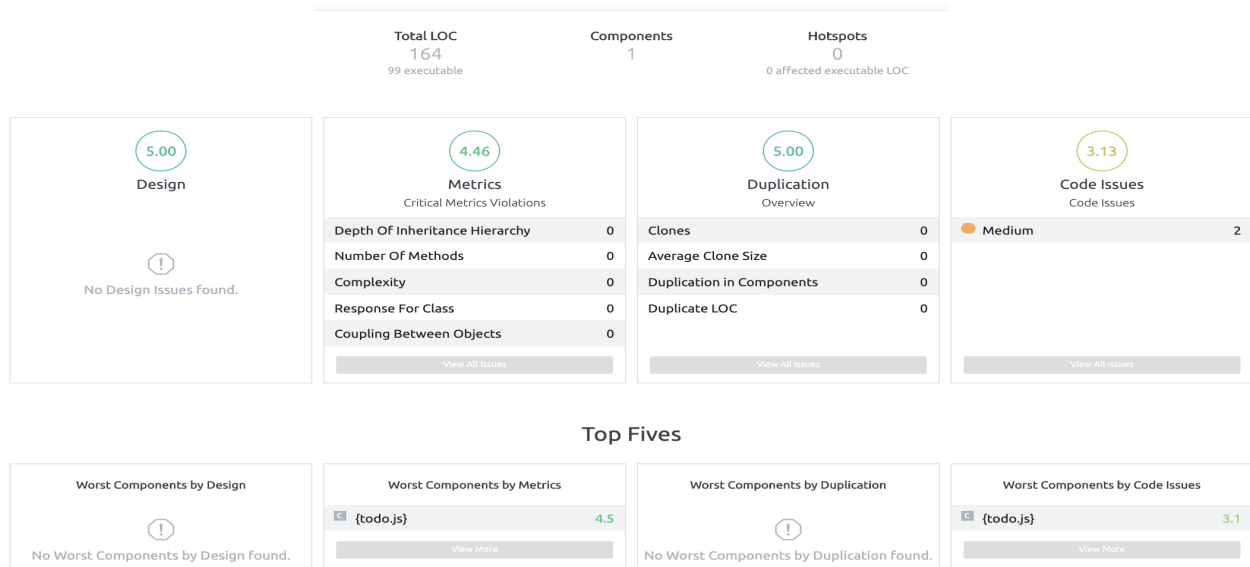 Total LOC
164
99 executable
Components
1
Hotspots
0
0 affected executable LOC
5.00
Design
No Design Issues found.
4.46
Metrics
Critical Metrics Violations
Depth Of Inheritance Hierarchy 0
Number Of Methods 0
Complexity 0
Response For Class 0
Coupling Between Objects 0
View All Issues
5.00
Duplication
Overview
Clones 0
Average Clone Size 0
Duplication in Components 0
Duplicate LOC 0
View All Issues
3.13
Code Issues
Code Issues
Medium 2
View All Issues
Top Fives
Worst Components by Design
No Worst Components by Design found.
Worst Components by Metrics
C {todo.js} 4.5
View More
Worst Components by Duplication
No Worst Components by Duplication found.
Worst Components by Code Issues
C {todo.js} 3.1
View More